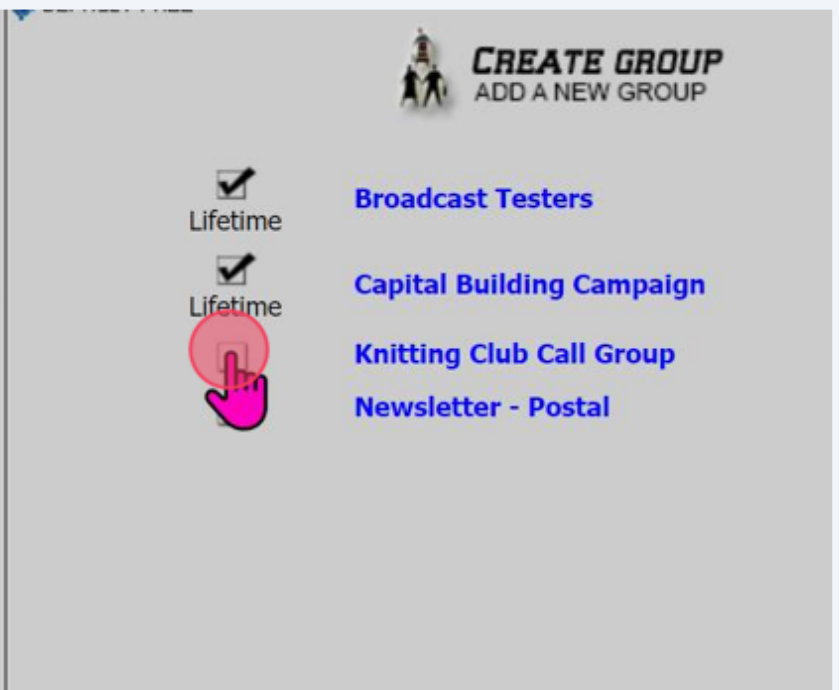 CREATE GROUP
ADD A NEW GROUP
Lifetime
Broadcast Testers
Lifetime
Capital Building Campaign
Knitting Club Call Group
Newsletter - Postal